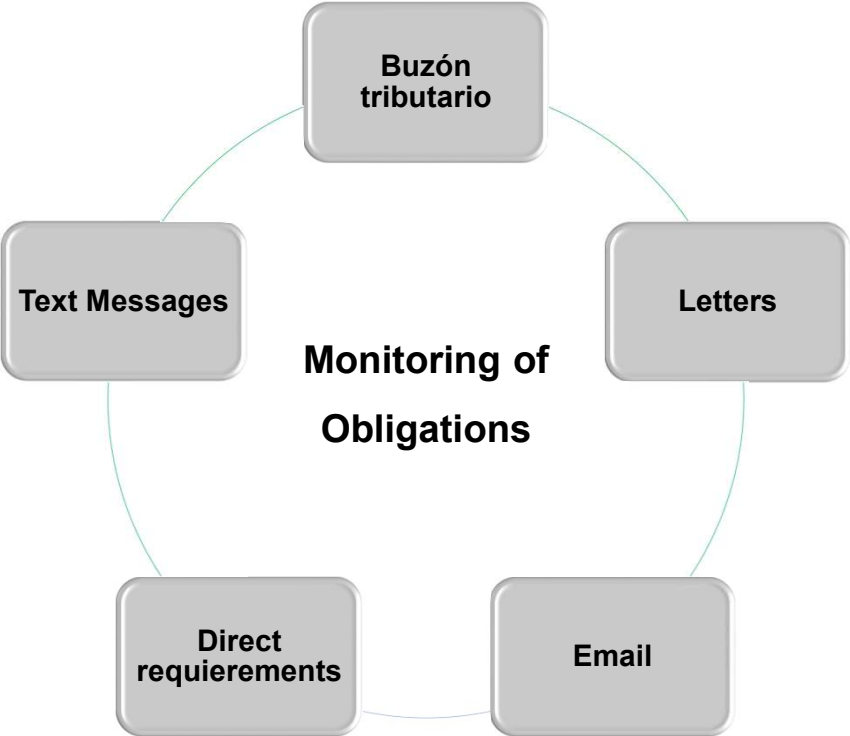 Buzón
tributario
Text Messages
Letters
Monitoring of
Obligations
Direct
requierements
Email